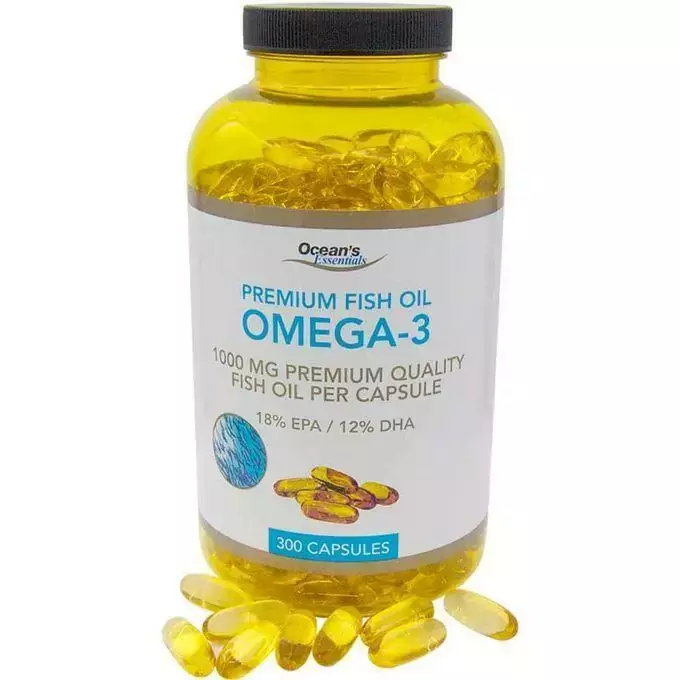 Ocean's
Essentials
PREMIUM FISH OIL
OMEGA-3
1000 MG PREMIUM QUALITY
FISH OIL PER CAPSULE
18% EPA / 12% DHA
300 CAPSULES